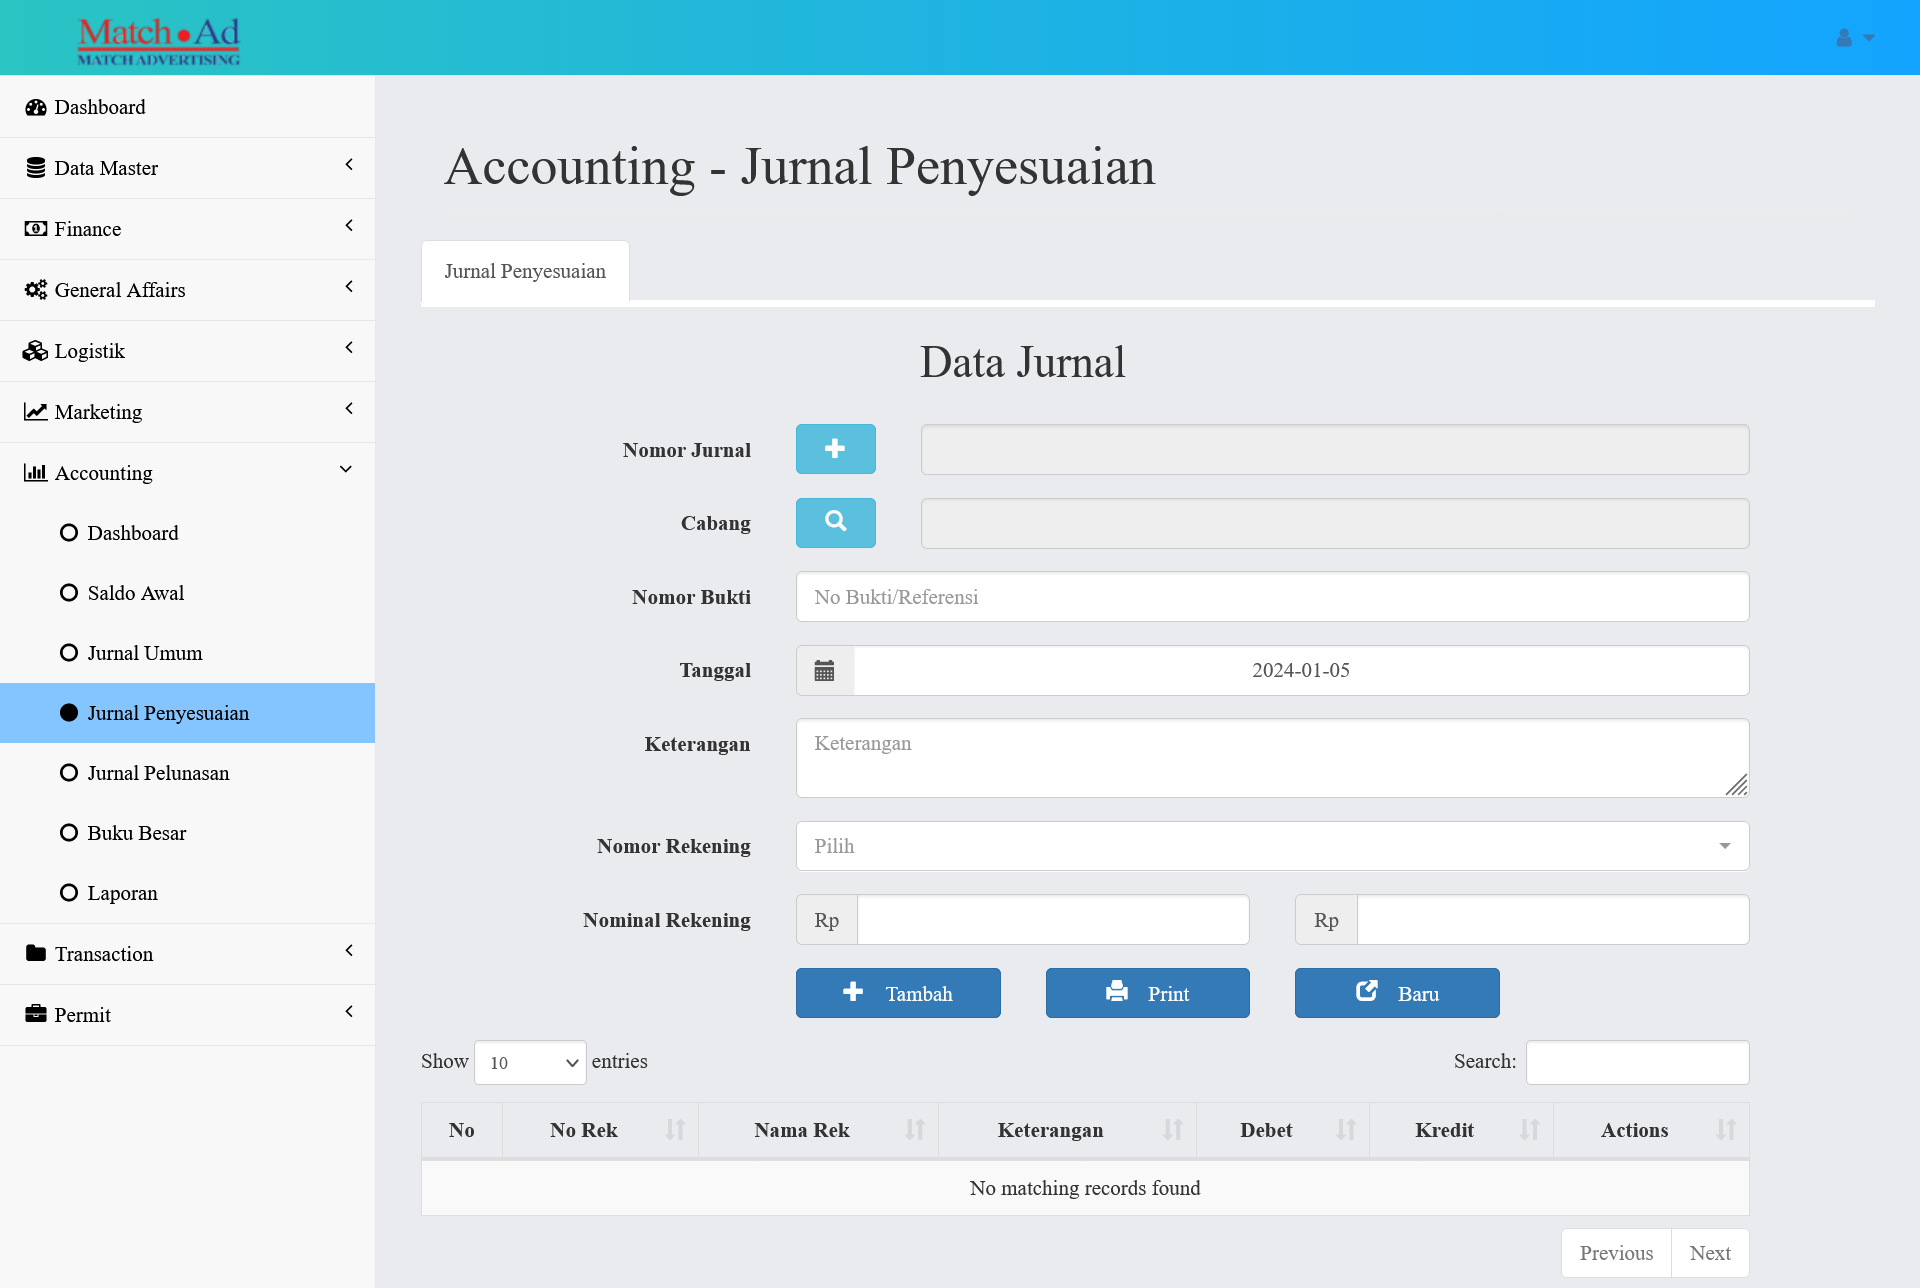 Match Ad
MATCH ADVERTISING
Dashboard
Data Master
Finance
General Affairs
Logistik
Marketing
Accounting
Dashboard
Saldo Awal
Jurnal Umum
Jurnal Penyesuaian
Jurnal Pelunasan
Buku Besar
Laporan
Transaction
Permit
Accounting - Jurnal Penyesuaian
Jurnal Penyesuaian
Data Jurnal
Nomor Jurnal
Cabang
Nomor Bukti No Bukti/Referensi
Tanggal 2024-01-05
Keterangan Keterangan
Nomor Rekening Pilih
Nominal Rekening Rp Rp
Tambah Print Baru
Show 10 entries Search:
No No Rek Nama Rek Keterangan Debet Kredit Actions
No matching records found
Previous Next